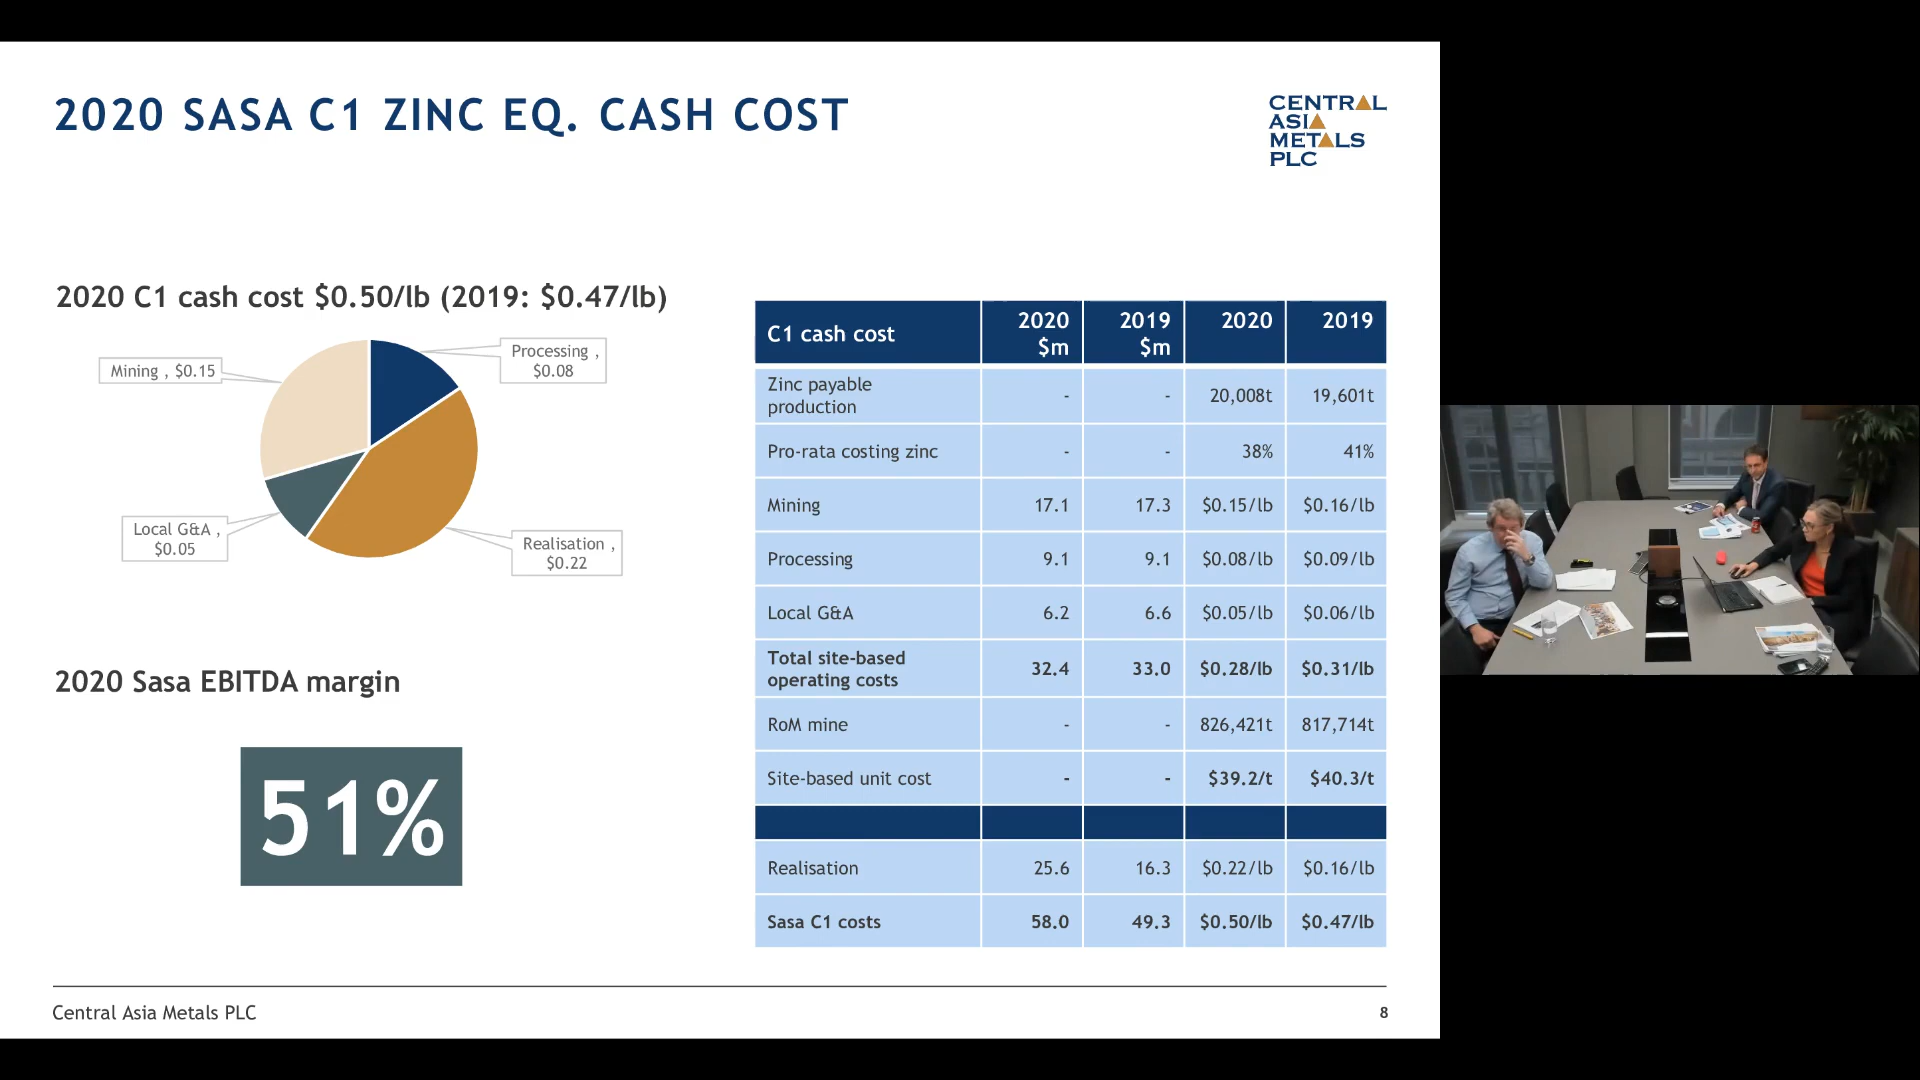 2020 SASA C1 ZINC EQ. CASH COST
CENTRAL
ASIA
METALS
PLC
2020 C1 cash cost $0.50/lb (2019: $0.47/lb)
Processing ,
$0.08
Mining , $0.15
Local G&A ,
$0.05
Realisation ,
$0.22
2020 Sasa EBITDA margin
51%
C1 cash cost 2020 $m 2019 $m 2020 2019
Zinc payable production - - 20,008t 19,601t
Pro-rata costing zinc - - 38% 41%
Mining 17.1 17.3 $0.15/lb $0.16/lb
Processing 9.1 9.1 $0.08/lb $0.09/lb
Local G&A 6.2 6.6 $0.05/lb $0.06/lb
Total site-based operating costs 32.4 33.0 $0.28/lb $0.31/lb
RoM mine - - 826,421t 817,714t
Site-based unit cost - - $39.2/t $40.3/t
Realisation 25.6 16.3 $0.22/lb $0.16/lb
Sasa C1 costs 58.0 49.3 $0.50/lb $0.47/lb
Central Asia Metals PLC
8